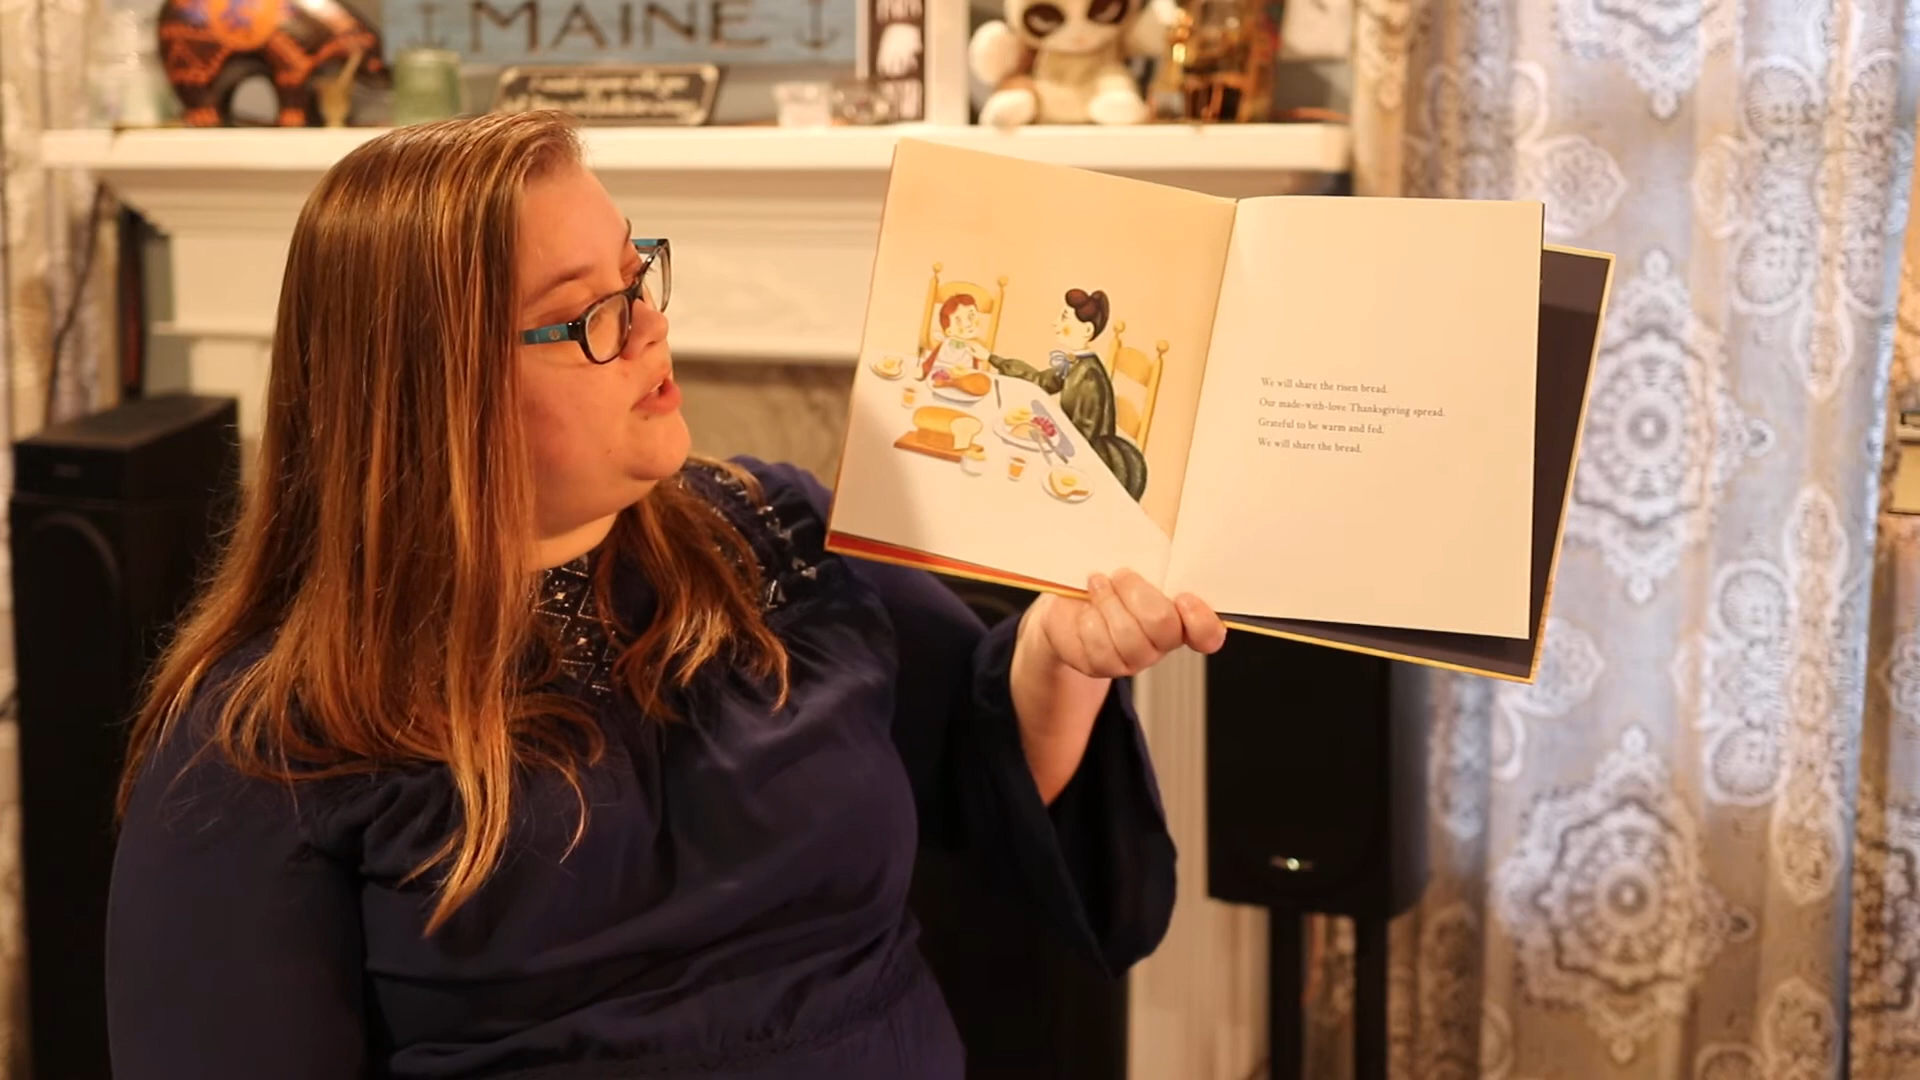 MAINE
We will share the risen bread.
Our made-with-love Thanksgiving spread.
Grateful to be warm and fed.
We will share the bread.